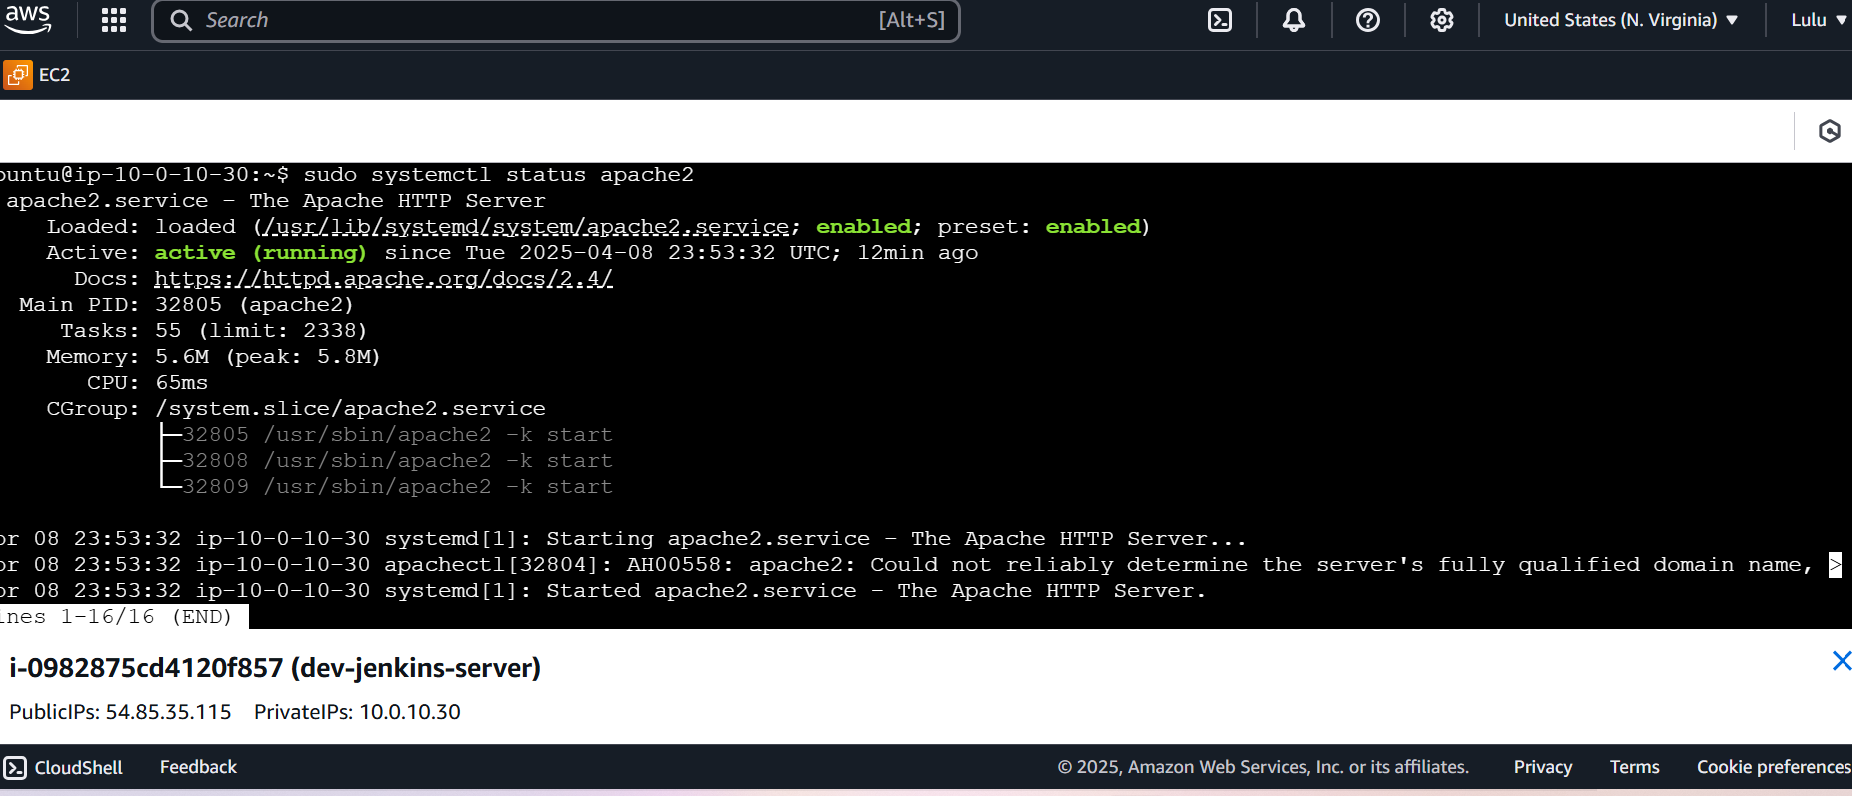 aws
Search [Alt+S] United States (N. Virginia) Lulu
EC2
buntu@ip-10-0-10-30:~$ sudo systemctl status apache2
apache2.service - The Apache HTTP Server
Loaded: loaded (/usr/lib/systemd/system/apache2.service; enabled; preset: enabled)
Active: active (running) since Tue 2025-04-08 23:53:32 UTC; 12min ago
Docs: https://httpd.apache.org/docs/2.4/
Main PID: 32805 (apache2)
Tasks: 55 (limit: 2338)
Memory: 5.6M (peak: 5.8M)
CPU: 65ms
CGroup: /system.slice/apache2.service
├─32805 /usr/sbin/apache2 -k start
├─32808 /usr/sbin/apache2 -k start
└─32809 /usr/sbin/apache2 -k start
or 08 23:53:32 ip-10-0-10-30 systemd[1]: Starting apache2.service - The Apache HTTP Server...
or 08 23:53:32 ip-10-0-10-30 apachectl[32804]: AH00558: apache2: Could not reliably determine the server's fully qualified domain name, >
or 08 23:53:32 ip-10-0-10-30 systemd[1]: Started apache2.service - The Apache HTTP Server.
ines 1-16/16 (END)
i-0982875cd4120f857 (dev-jenkins-server)
PublicIPs: 54.85.35.115 PrivateIPs: 10.0.10.30
CloudShell Feedback © 2025, Amazon Web Services, Inc. or its affiliates. Privacy Terms Cookie preferences